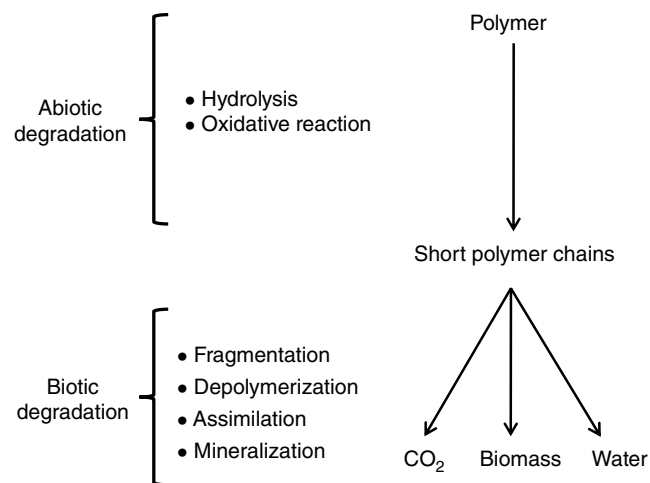 Polymer
Abiotic
degradation
• Hydrolysis
• Oxidative reaction
Short polymer chains
Biotic
degradation
• Fragmentation
• Depolymerization
• Assimilation
• Mineralization
CO₂ Biomass Water